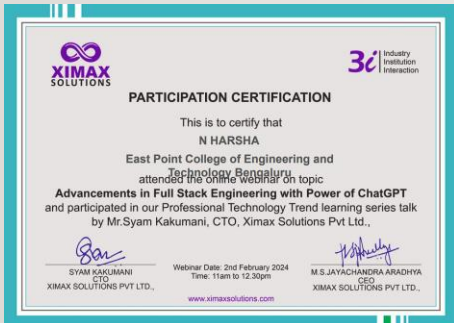 XIMAX
SOLUTIONS
3i Industry
Institution
Interaction
PARTICIPATION CERTIFICATION
This is to certify that
N HARSHA
East Point College of Engineering and
Technology Bengaluru
attended the online webinar on topic
Advancements in Full Stack Engineering with Power of ChatGPT
and participated in our Professional Technology Trend learning series talk
by Mr.Syam Kakumani, CTO, Ximax Solutions Pvt Ltd.,
SYAM KAKUMANI
CTO
XIMAX SOLUTIONS PVT LTD.,
Webinar Date: 2nd February 2024
Time: 11am to 12.30pm
M.S.JAYACHANDRA ARADHYA
CEO
XIMAX SOLUTIONS PVT LTD.,
www.ximaxsolutions.com